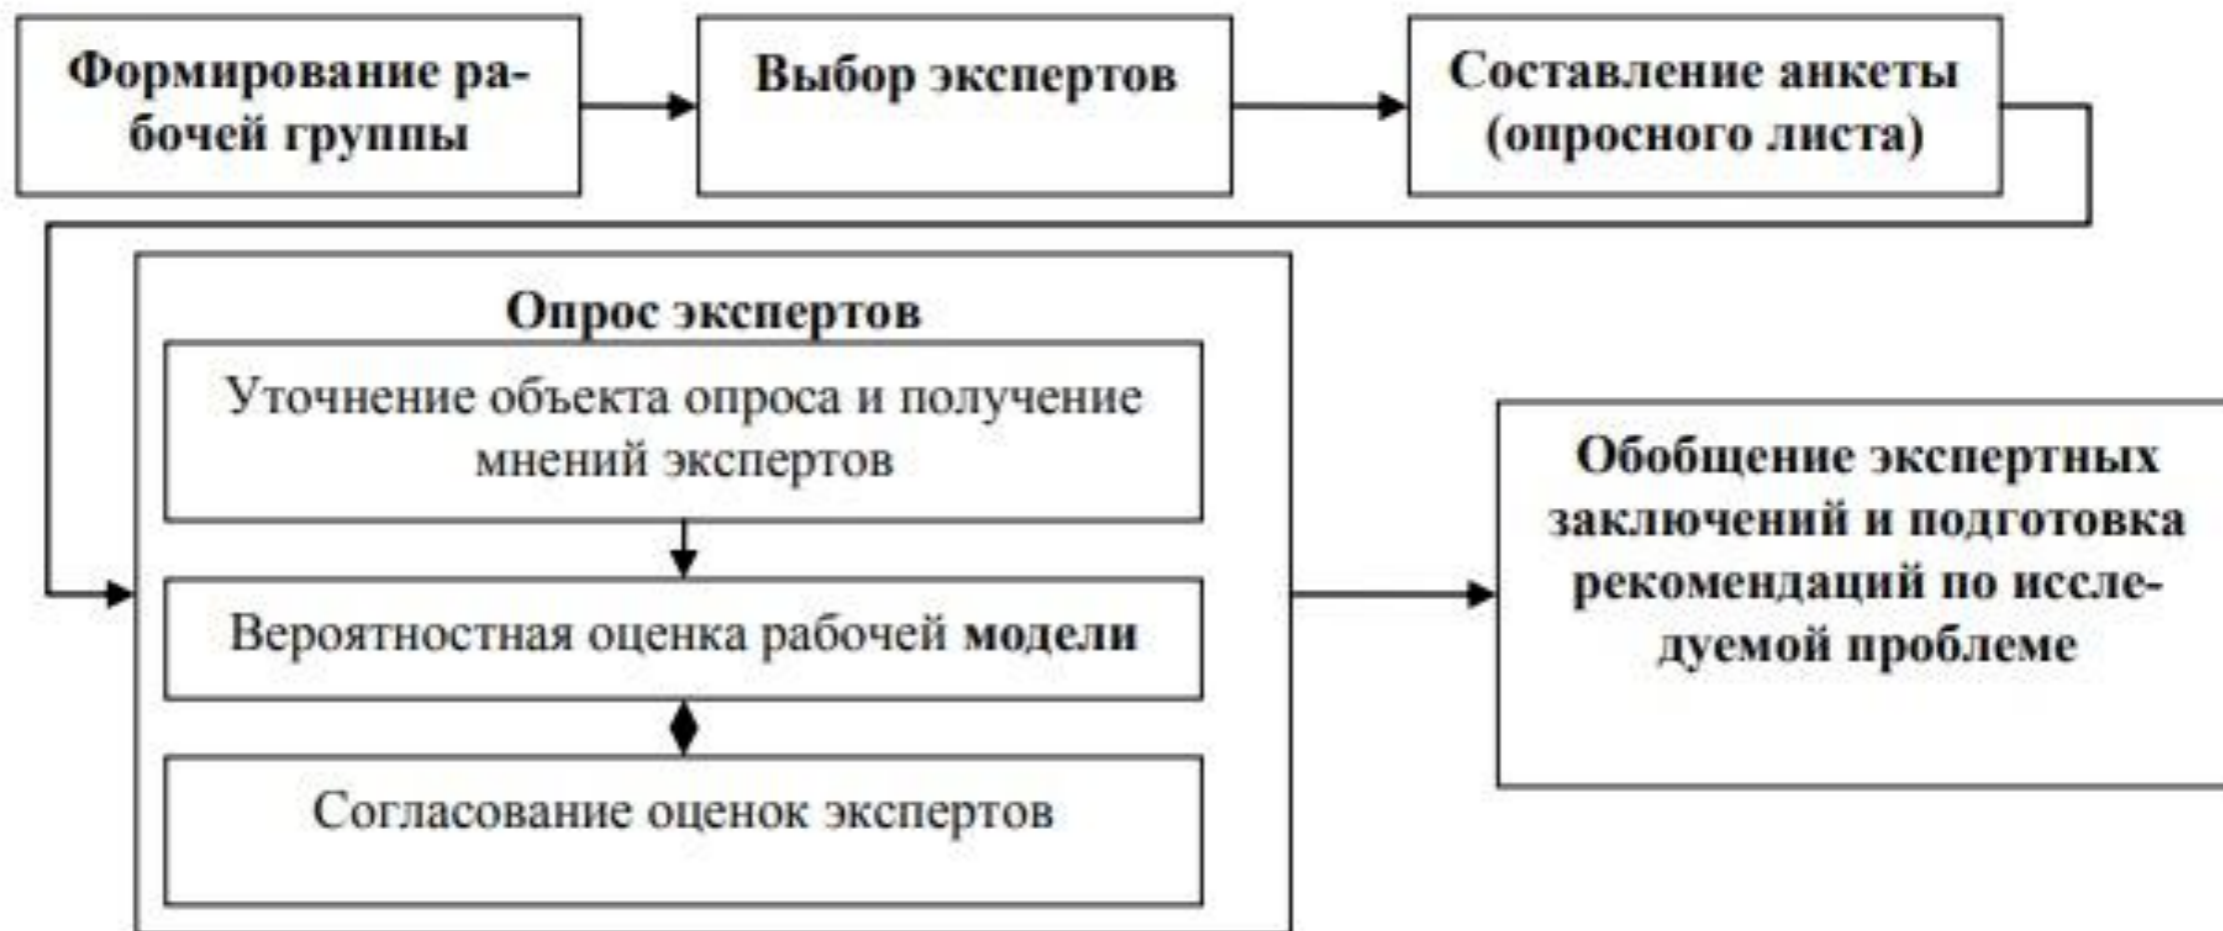 Формирование ра-
бочей группы
Выбор экспертов
Составление анкеты
(опросного листа)
Опрос экспертов
Уточнение объекта опроса и получение
мнений экспертов
Вероятностная оценка рабочей модели
Согласование оценок экспертов
Обобщение экспертных
заключений и подготовка
рекомендаций по иссле-
дуемой проблеме